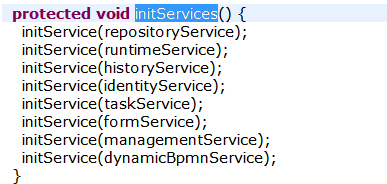 protected void initServices() {
initService(repositoryService);
initService(runtimeService);
initService(historyService);
initService(identityService);
initService(taskService);
initService(formService);
initService(managementService);
initService(dynamicBpmnService);
}